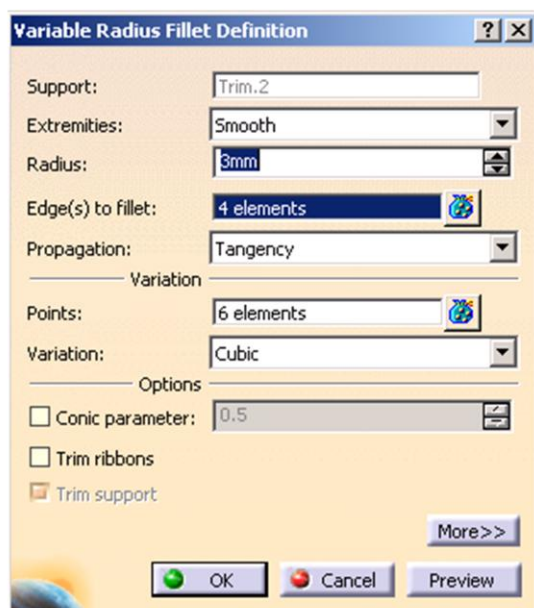 Variable Radius Fillet Definition ? X
Support: Trim.2
Extremities: Smooth
Radius: 3mm
Edge(s) to fillet: 4 elements
Propagation: Tangency
Variation
Points: 6 elements
Variation: Cubic
Options
Conic parameter: 0.5
Trim ribbons
Trim support
More>>
OK Cancel Preview